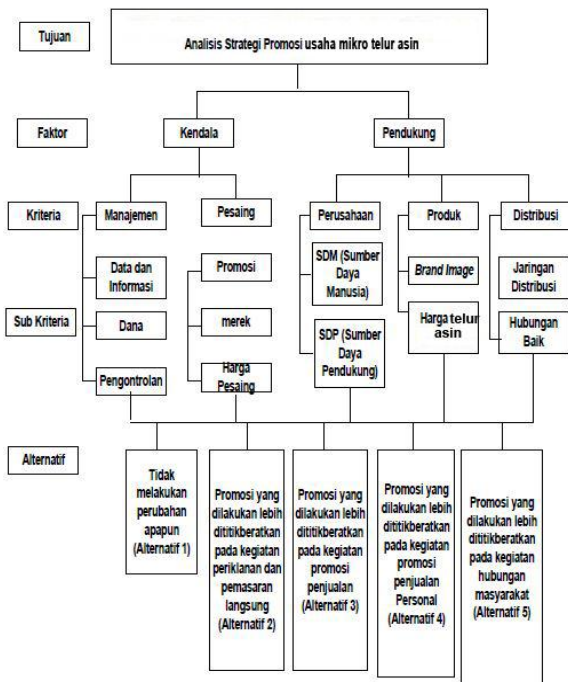 Tujuan
Analisis Strategi Promosi usaha mikro telur asin
Faktor
Kendala
Pendukung
Kriteria
Manajemen
Pesaing
Perusahaan
Produk
Distribusi
Sub Kriteria
Data dan
Informasi
Dana
Pengontrolan
Promosi
merek
Harga
Pesaing
SDM (Sumber
Daya
Manusia)
SDP (Sumber
Daya
Pendukung)
Brand Image
Harga telur
asin
Jaringan
Distribusi
Hubungan
Baik
Alternatif
Tidak
melakukan
perubahan
apapun
(Alternatif 1)
Promosi yang
dilakukan lebih
dititikberatkan
pada kegiatan
periklanan dan
pemasaran
langsung
(Alternatif 2)
Promosi yang
dilakukan lebih
dititikberatkan
pada kegiatan
promosi
penjualan
(Alternatif 3)
Promosi yang
dilakukan lebih
dititikberatkan
pada kegiatan
promosi
penjualan
Personal
(Alternatif 4)
Promosi yang
dilakukan lebih
dititikberatkan
pada kegiatan
hubungan
masyarakat
(Alternatif 5)